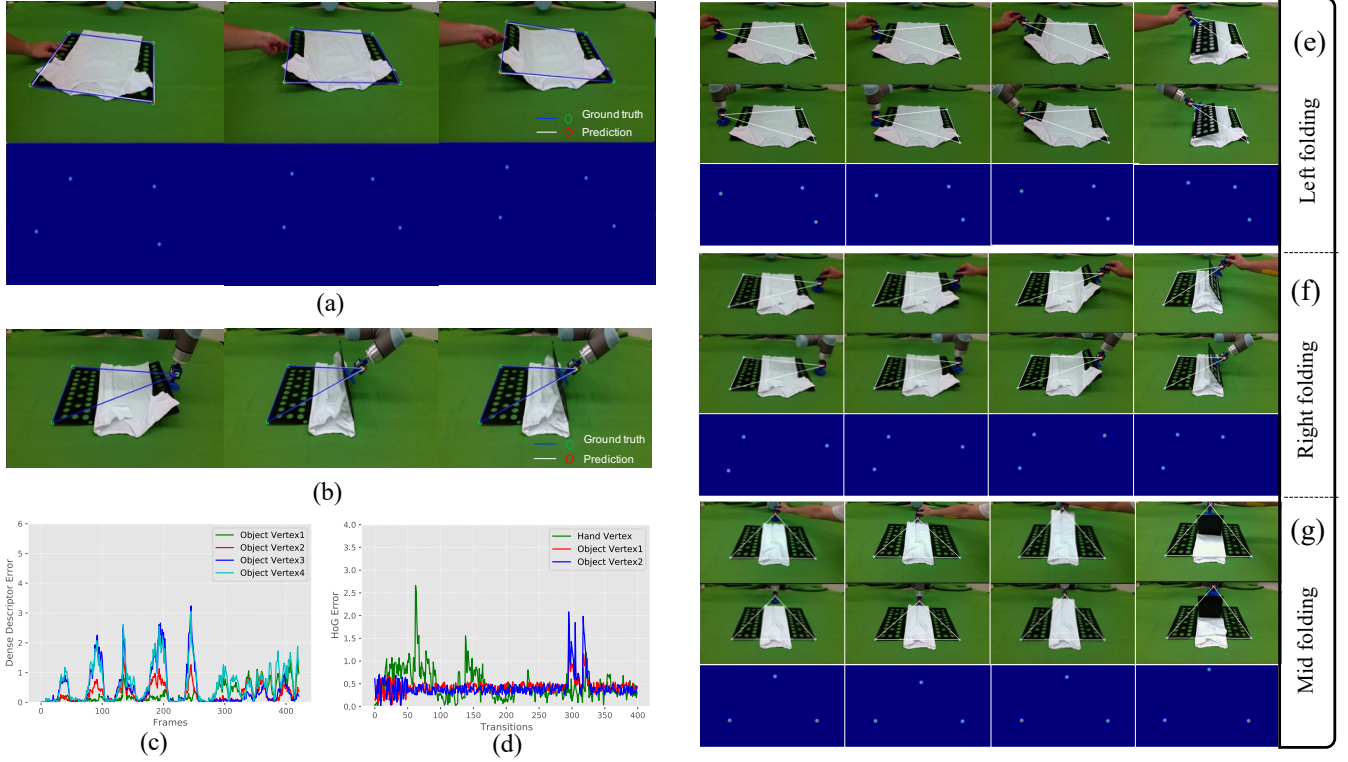 Ground truth
Prediction
(a)
Ground truth
Prediction
(b)
6
5
4
3
2
1
0
Dense Descriptor Error
Object Vertex1
Object Vertex2
Object Vertex3
Object Vertex4
0 100 200 300 400
Frames
(c)
4.0
3.5
3.0
2.5
2.0
1.5
1.0
0.5
0.0
HoG Error
Hand Vertex
Object Vertex1
Object Vertex2
0 50 100 150 200 250 300 350 400
Transitions
(d)
(e)
Left folding
(f)
Right folding
(g)
Mid folding